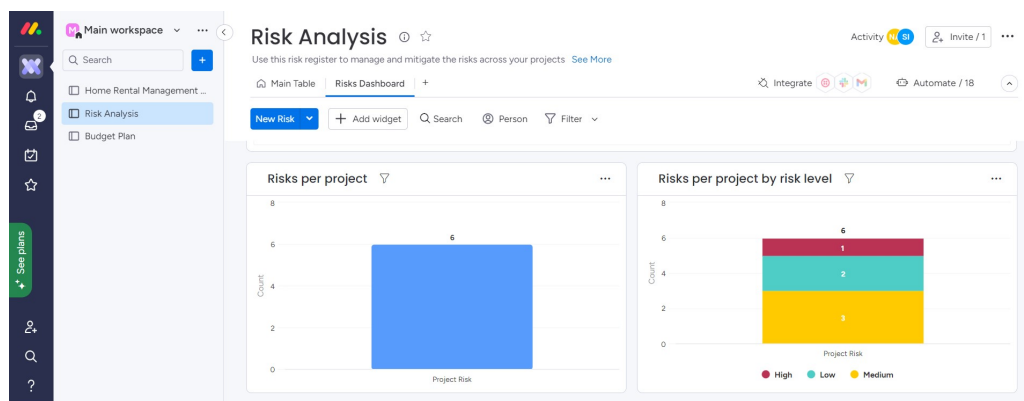 Main workspace
Search
+
Home Rental Management ...
Risk Analysis
Budget Plan
2
See plans
?
Risk Analysis
Activity
SI
Invite / 1
Use this risk register to manage and mitigate the risks across your projects See More
Main Table
Risks Dashboard
+
Integrate
Automate / 18
New Risk
+ Add widget
Search
Person
Filter
Risks per project
8
6
4
2
0
Count
6
Project Risk
Risks per project by risk level
8
6
4
2
0
Count
6
1
2
3
Project Risk
High
Low
Medium